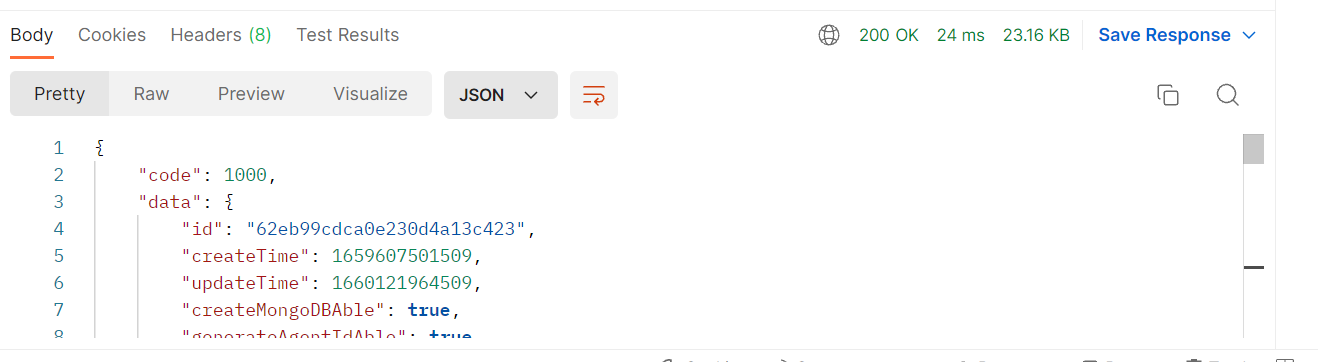 Body Cookies Headers (8) Test Results 200 OK 24 ms 23.16 KB Save Response
Pretty Raw Preview Visualize JSON
1 {
2 "code": 1000,
3 "data": {
4 "id": "62eb99cdca0e230d4a13c423",
5 "createTime": 1659607501509,
6 "updateTime": 1660121964509,
7 "createMongoDBAble": true,
8 "generateAgentIdAble": true